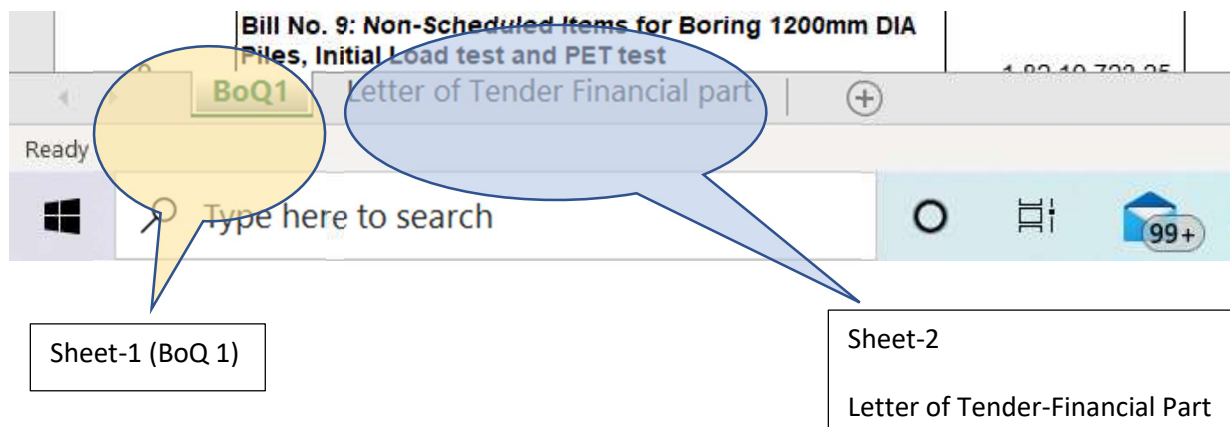 Bill No. 9: Non-Scheduled Items for Boring 1200mm DIA
Piles, Initial Load test and PET test
BoQ1 Letter of Tender Financial part
Ready
Type here to search
99+
Sheet-1 (BoQ 1)
Sheet-2
Letter of Tender-Financial Part